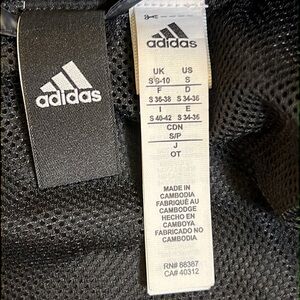 adidas
adidas
UK US
S 9-10 S
F D
S 36-38 S 34-36
I E
S 40-42 S 34-36
CDN
S/P
J
OT
MADE IN
CAMBODIA
FABRIQUÉ AU
CAMBODGE
HECHO EN
CAMBOYA
FABRICADO NO
CAMBODIA
RN# 88387
CA# 40312